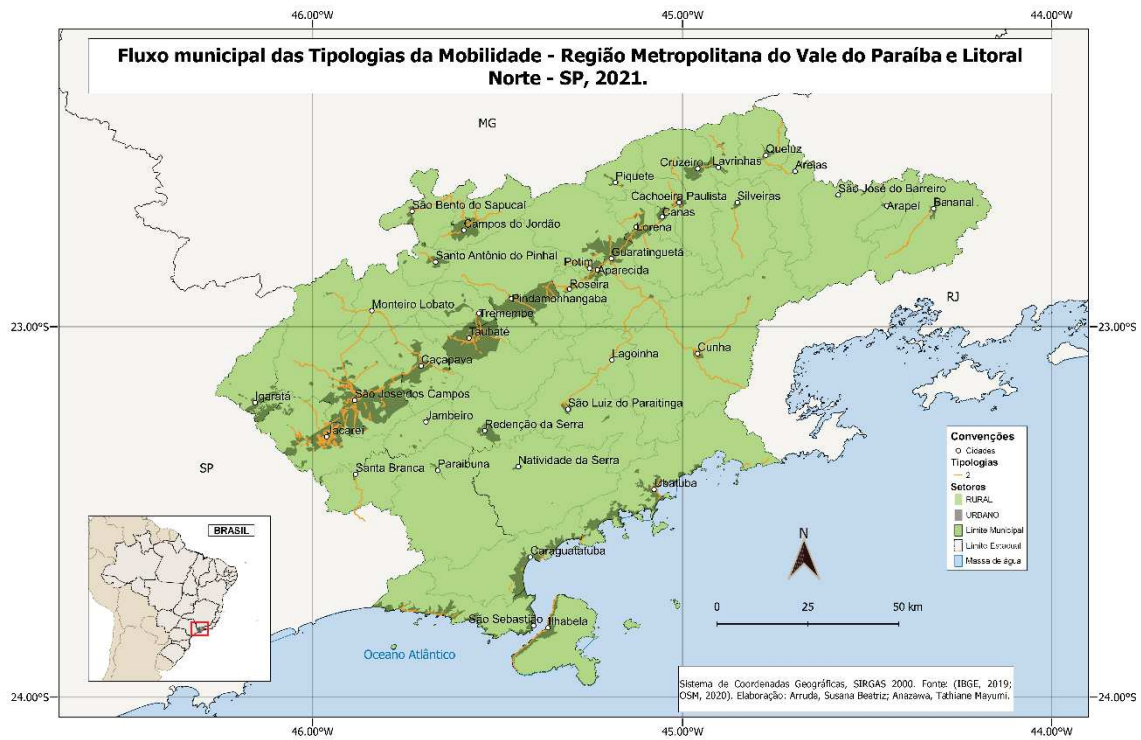 46.00°W
45.00°W
44.00°W
Fluxo municipal das Tipologias da Mobilidade - Região Metropolitana do Vale do Paraíba e Litoral
Norte - SP, 2021.
MG
Queluz
Cruzeiro
Lavrinhas
Areias
Piquete
São José do Barreiro
São Bento do Sapucaí
Cachoeira Paulista
Silveiras
Arapeí
Bananal
Canas
Campos do Jordão
Lorena
Santo Antônio do Pinhal
Guaratinguetá
Potim
Aparecida
Roseira
Pindamonhangaba
Monteiro Lobato
RJ
Tremembé
23.00°S
23.00°S
Taubaté
Cunha
Caçapava
Lagoinha
Igaratá
São José dos Campos
São Luiz do Paraitinga
Jambeiro
Redenção da Serra
Jacareí
Natividade da Serra
SP
Santa Branca
Paraibuna
Ubatuba
Caraguatatuba
São Sebastião
Ilhabela
Oceano Atlântico
Convenções
Cidades
Tipologias
2
Setores
RURAL
URBANO
Limite Municipal
Limite Estadual
Massa de água
BRASIL
N
0 25 50 km
Sistema de Coordenadas Geográficas, SIRGAS 2000. Fonte: (IBGE, 2019;
OSM, 2020). Elaboração: Arruda, Susana Beatriz; Anazawa, Tathiane Mayumi.
24.00°S
24.00°S
46.00°W
45.00°W
44.00°W